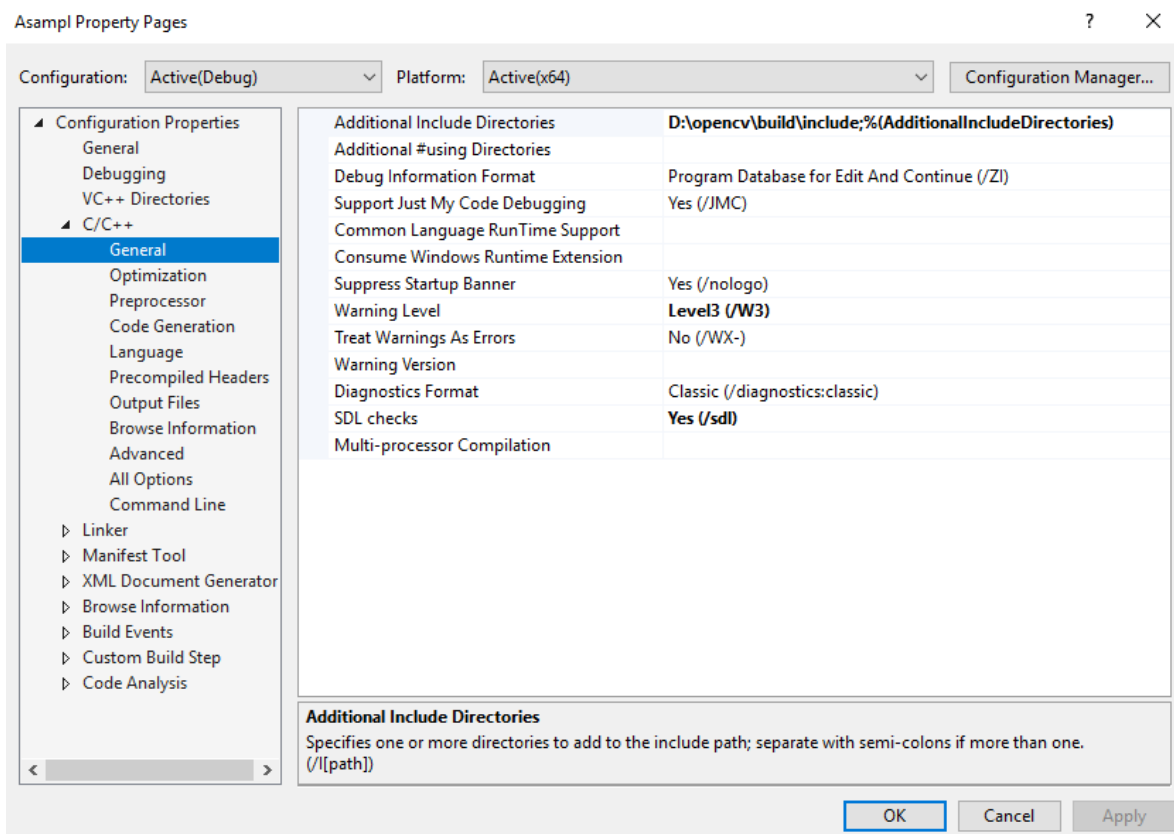 Asampl Property Pages ? ×
Configuration: Active(Debug) Platform: Active(x64) Configuration Manager...
Configuration Properties
General
Debugging
VC++ Directories
C/C++
General
Optimization
Preprocessor
Code Generation
Language
Precompiled Headers
Output Files
Browse Information
Advanced
All Options
Command Line
Linker
Manifest Tool
XML Document Generator
Browse Information
Build Events
Custom Build Step
Code Analysis
Additional Include Directories D:\opencv\build\include;%(AdditionalIncludeDirectories)
Additional #using Directories
Debug Information Format Program Database for Edit And Continue (/ZI)
Support Just My Code Debugging Yes (/JMC)
Common Language RunTime Support
Consume Windows Runtime Extension
Suppress Startup Banner Yes (/nologo)
Warning Level Level3 (/W3)
Treat Warnings As Errors No (/WX-)
Warning Version
Diagnostics Format Classic (/diagnostics:classic)
SDL checks Yes (/sdl)
Multi-processor Compilation
Additional Include Directories
Specifies one or more directories to add to the include path; separate with semi-colons if more than one.
(/I[path])
OK Cancel Apply